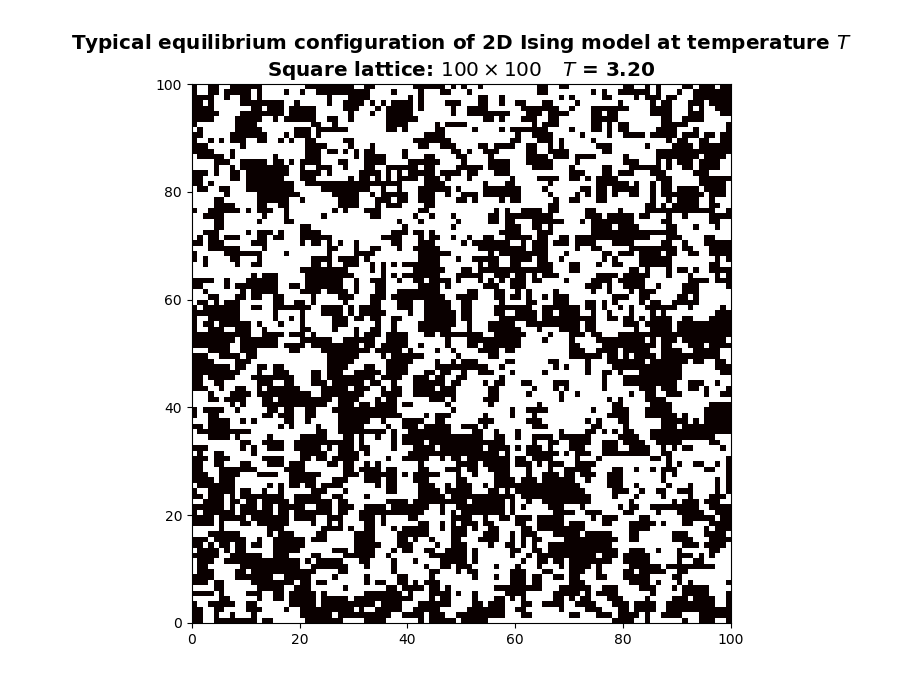 Typical equilibrium configuration of 2D Ising model at temperature T
Square lattice: 100 × 100 T = 3.20
100
80
60
40
20
0
0 20 40 60 80 100